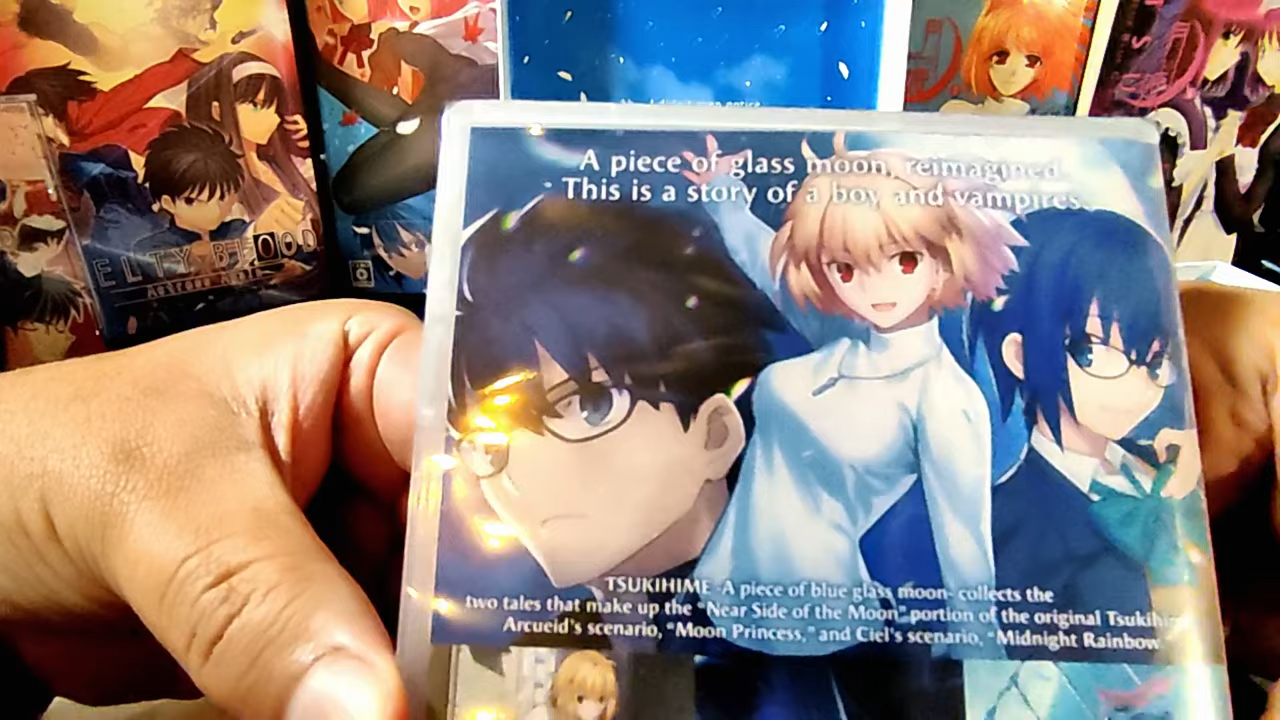 ELTY BLOOD
A piece of glass moon, reimagined.
This is a story of a boy, and vampires.
TSUKIHIME -A piece of blue glass moon- collects the
two tales that make up the "Near Side of the Moon" portion of the original
Arcueid's scenario, "Moon Princess," and Ciel's scenario, "Midnight Rainbow